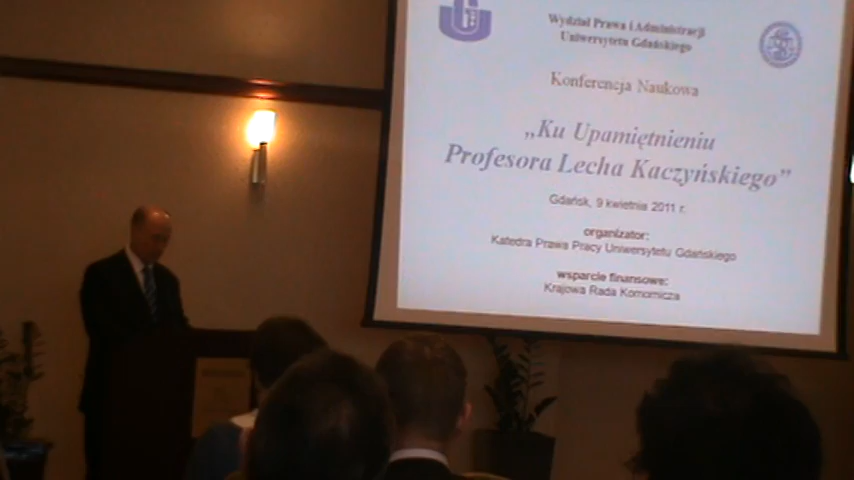 Wydział Prawa i Administracji
Uniwersytetu Gdańskiego
Konferencja Naukowa
„Ku Upamiętnieniu
Profesora Lecha Kaczyńskiego”
Gdańsk, 9 kwietnia 2011 r.
organizator:
Katedra Prawa Pracy Uniwersytetu Gdańskiego
wsparcie finansowe:
Krajowa Rada Komornicza